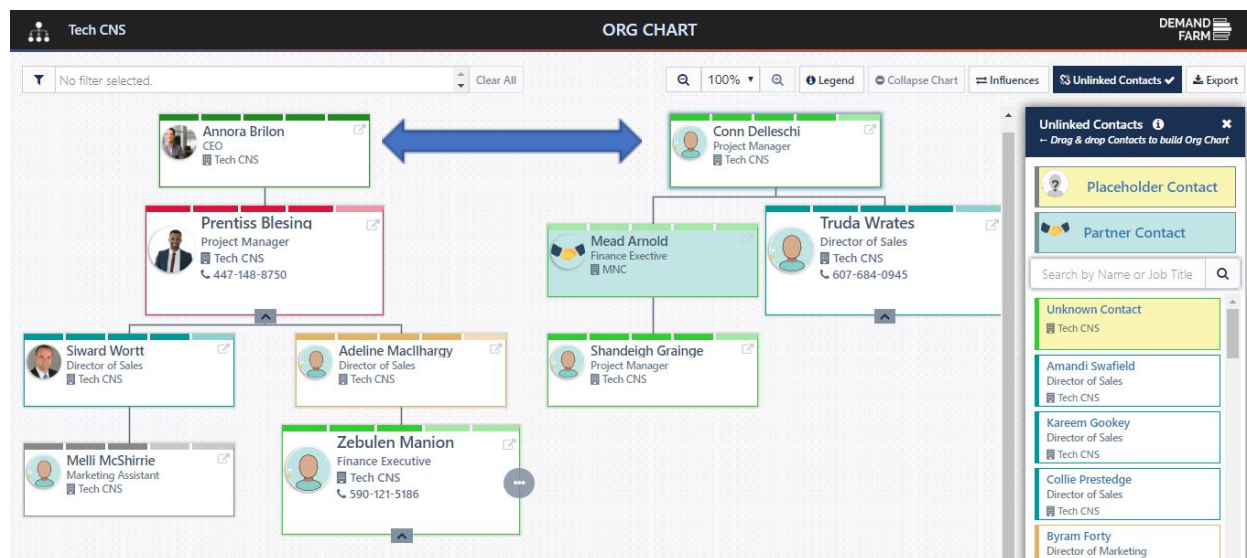 Tech CNS
ORG CHART
DEMAND
FARM
No filter selected.
Clear All
100%
Legend
Collapse Chart
Influences
Unlinked Contacts
Export
Annora Brilon
CEO
Tech CNS
Conn Delleschi
Project Manager
Tech CNS
Prentiss Blesing
Project Manager
Tech CNS
447-148-8750
Mead Arnold
Finance Exective
MNC
Truda Wrates
Director of Sales
Tech CNS
607-684-0945
Siward Wortt
Director of Sales
Tech CNS
Adeline MacIlhargy
Director of Sales
Tech CNS
Shandeigh Grainge
Project Manager
Tech CNS
Melli McShirrie
Marketing Assistant
Tech CNS
Zebulen Manion
Finance Executive
Tech CNS
590-121-5186
Unlinked Contacts
← Drag & drop Contacts to build Org Chart
Placeholder Contact
Partner Contact
Search by Name or Job Title
Unknown Contact
Tech CNS
Amandi Swafield
Director of Sales
Tech CNS
Kareem Gookey
Director of Sales
Tech CNS
Collie Prestedge
Director of Sales
Tech CNS
Byram Forty
Director of Marketing